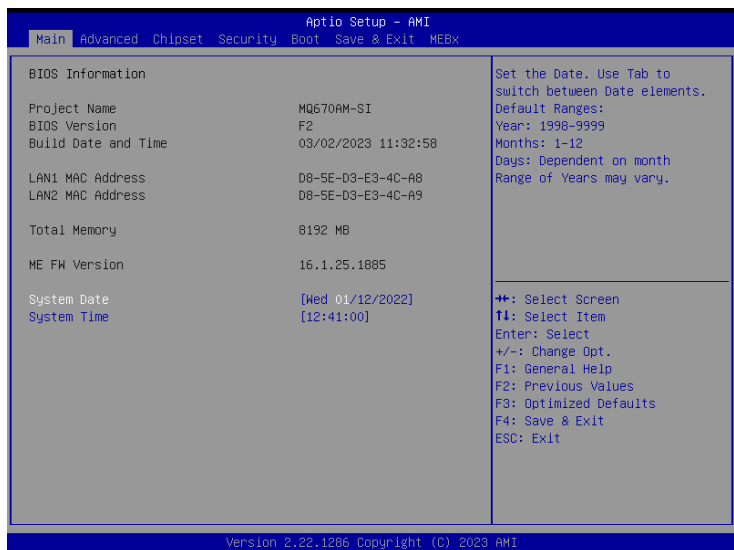 Aptio Setup - AMI
Main Advanced Chipset Security Boot Save & Exit MEBx
BIOS Information
Project Name MQ670AM-SI
BIOS Version F2
Build Date and Time 03/02/2023 11:32:58
LAN1 MAC Address D8-5E-D3-E3-4C-A8
LAN2 MAC Address D8-5E-D3-E3-4C-A9
Total Memory 8192 MB
ME FW Version 16.1.25.1885
System Date [Wed 01/12/2022]
System Time [12:41:00]
Set the Date. Use Tab to
switch between Date elements.
Default Ranges:
Year: 1998-9999
Months: 1-12
Days: Dependent on month
Range of Years may vary.
→←: Select Screen
↑↓: Select Item
Enter: Select
+/-: Change Opt.
F1: General Help
F2: Previous Values
F3: Optimized Defaults
F4: Save & Exit
ESC: Exit
Version 2.22.1286 Copyright (C) 2023 AMI